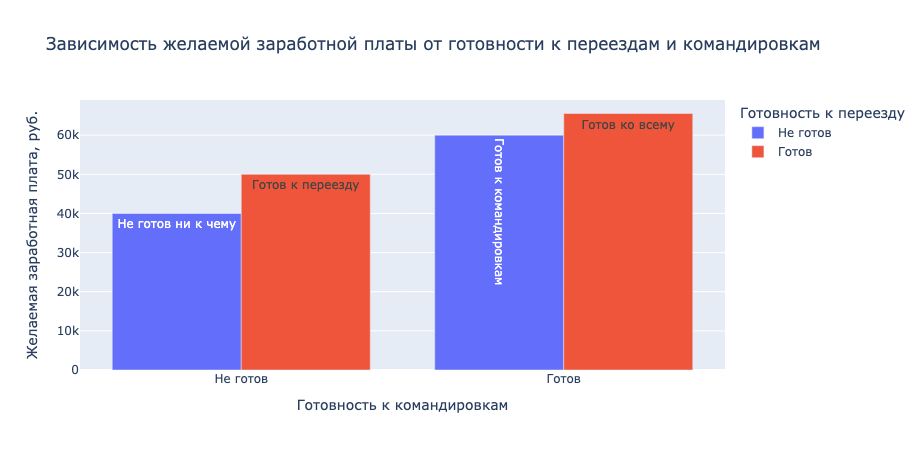 Зависимость желаемой заработной платы от готовности к переездам и командировкам
Желаемая заработная плата, руб.
60k
50k
40k
30k
20k
10k
0
Не готов ни к чему
Готов к переезду
Готов к командировкам
Готов ко всему
Не готов
Готов
Готовность к командировкам
Готовность к переезду
Не готов
Готов